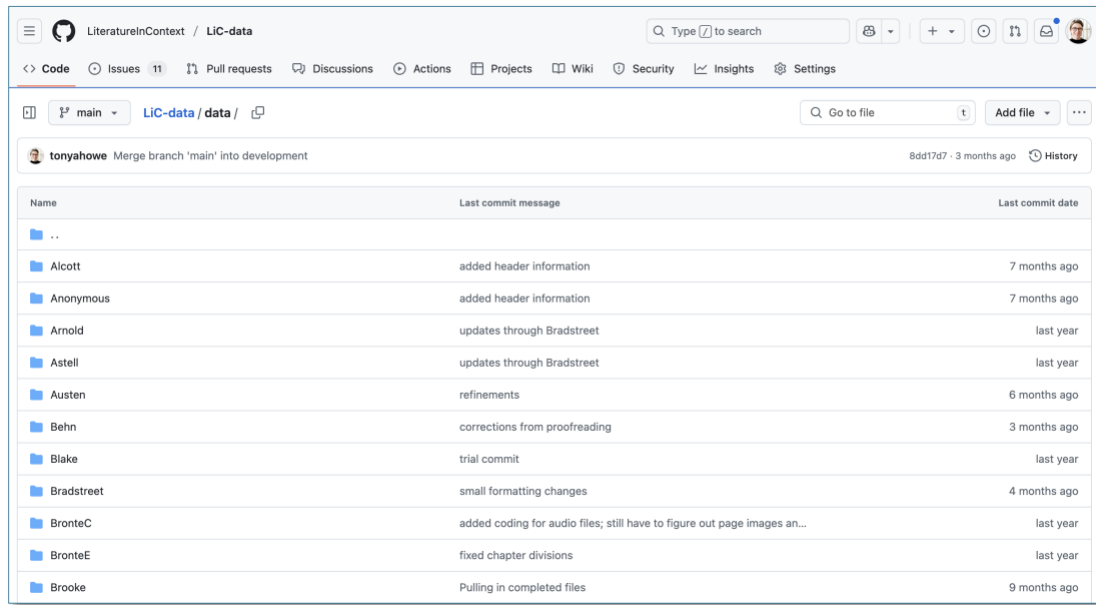 LiteratureInContext / LiC-data
Type / to search
Code Issues 11 Pull requests Discussions Actions Projects Wiki Security Insights Settings
main LiC-data / data /
Go to file t Add file
tonyahowe Merge branch 'main' into development 8dd17d7 · 3 months ago History
Name Last commit message Last commit date
..
Alcott added header information 7 months ago
Anonymous added header information 7 months ago
Arnold updates through Bradstreet last year
Astell updates through Bradstreet last year
Austen refinements 6 months ago
Behn corrections from proofreading 3 months ago
Blake trial commit last year
Bradstreet small formatting changes 4 months ago
BronteC added coding for audio files; still have to figure out page images an... last year
BronteE fixed chapter divisions last year
Brooke Pulling in completed files 9 months ago